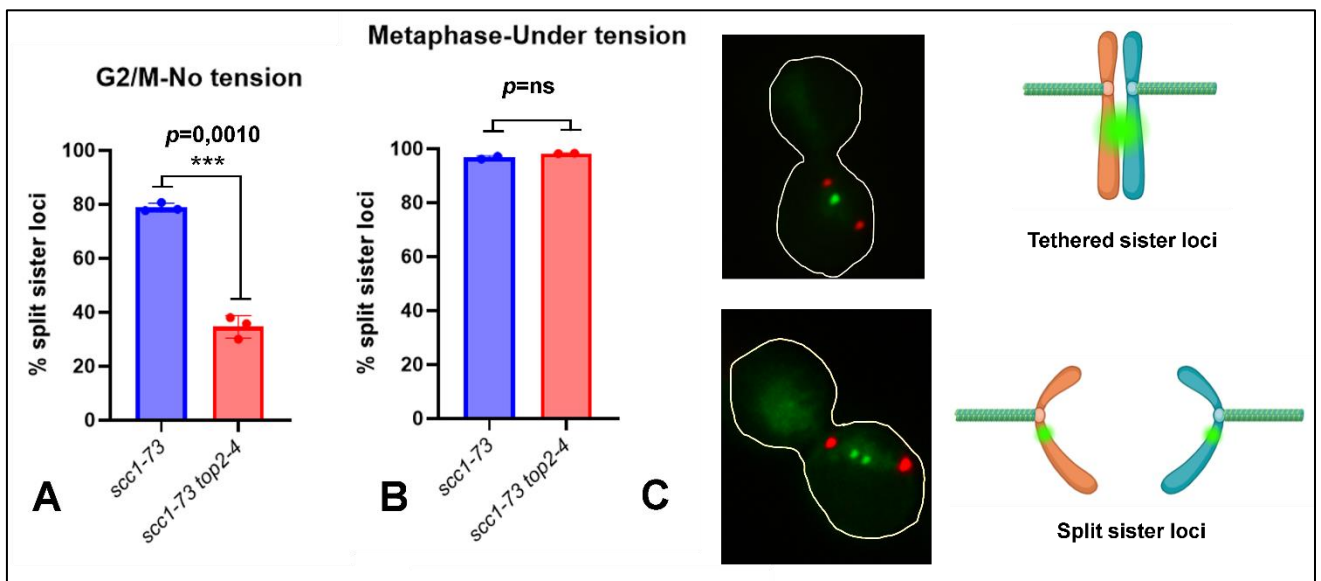 G2/M-No tension
p=0,0010
***
% split sister loci
100
80
60
40
20
0
scc1-73
scc1-73 top2-4
A
Metaphase-Under tension
p=ns
% split sister loci
100
80
60
40
20
0
scc1-73
scc1-73 top2-4
B
C
Tethered sister loci
Split sister loci